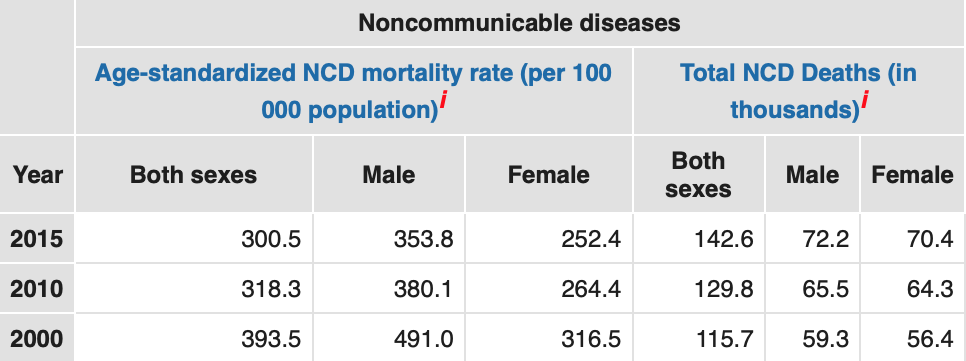 Noncommunicable diseases
Age-standardized NCD mortality rate (per 100
000 population)i
Total NCD Deaths (in
thousands)i
Year Both sexes Male Female Both
sexes Male Female
2015 300.5 353.8 252.4 142.6 72.2 70.4
2010 318.3 380.1 264.4 129.8 65.5 64.3
2000 393.5 491.0 316.5 115.7 59.3 56.4